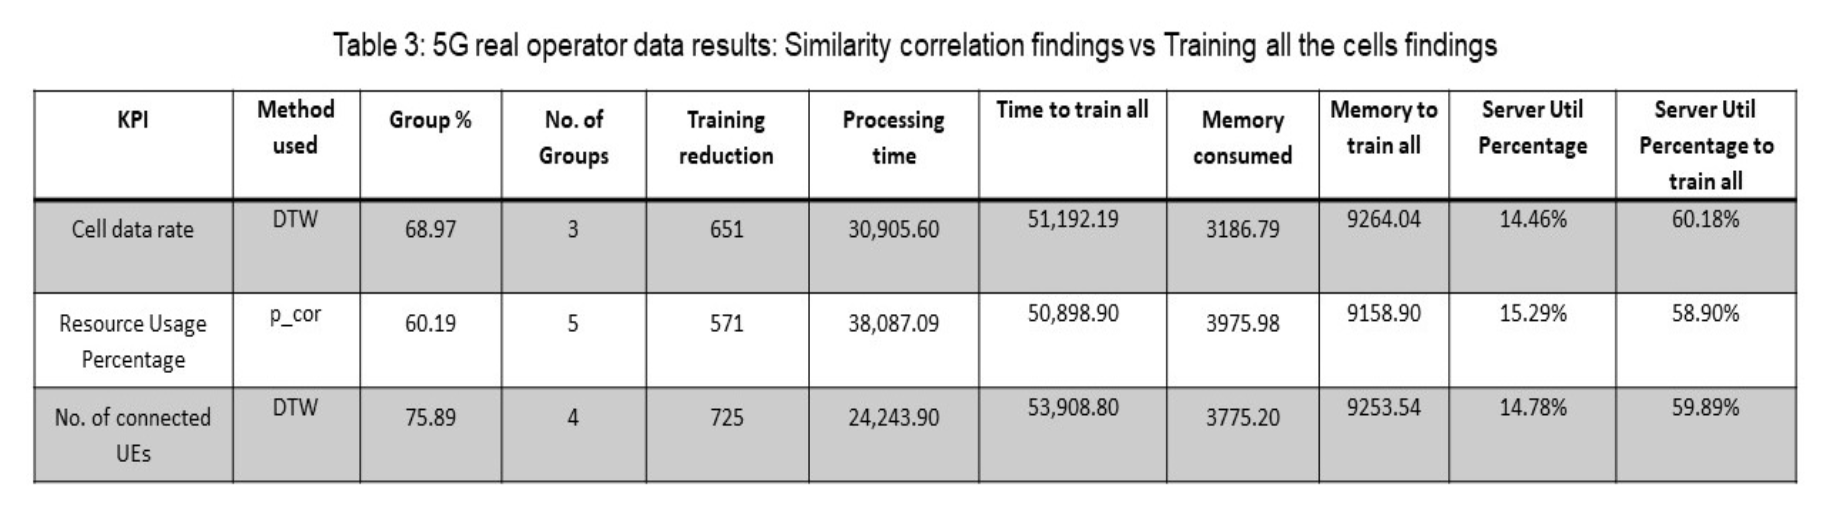 Table 3: 5G real operator data results: Similarity correlation findings vs Training all the cells findings
KPI Method used Group % No. of Groups Training reduction Processing time Time to train all Memory consumed Memory to train all Server Util Percentage Server Util Percentage to train all
Cell data rate DTW 68.97 3 651 30,905.60 51,192.19 3186.79 9264.04 14.46% 60.18%
Resource Usage Percentage p_cor 60.19 5 571 38,087.09 50,898.90 3975.98 9158.90 15.29% 58.90%
No. of connected UEs DTW 75.89 4 725 24,243.90 53,908.80 3775.20 9253.54 14.78% 59.89%